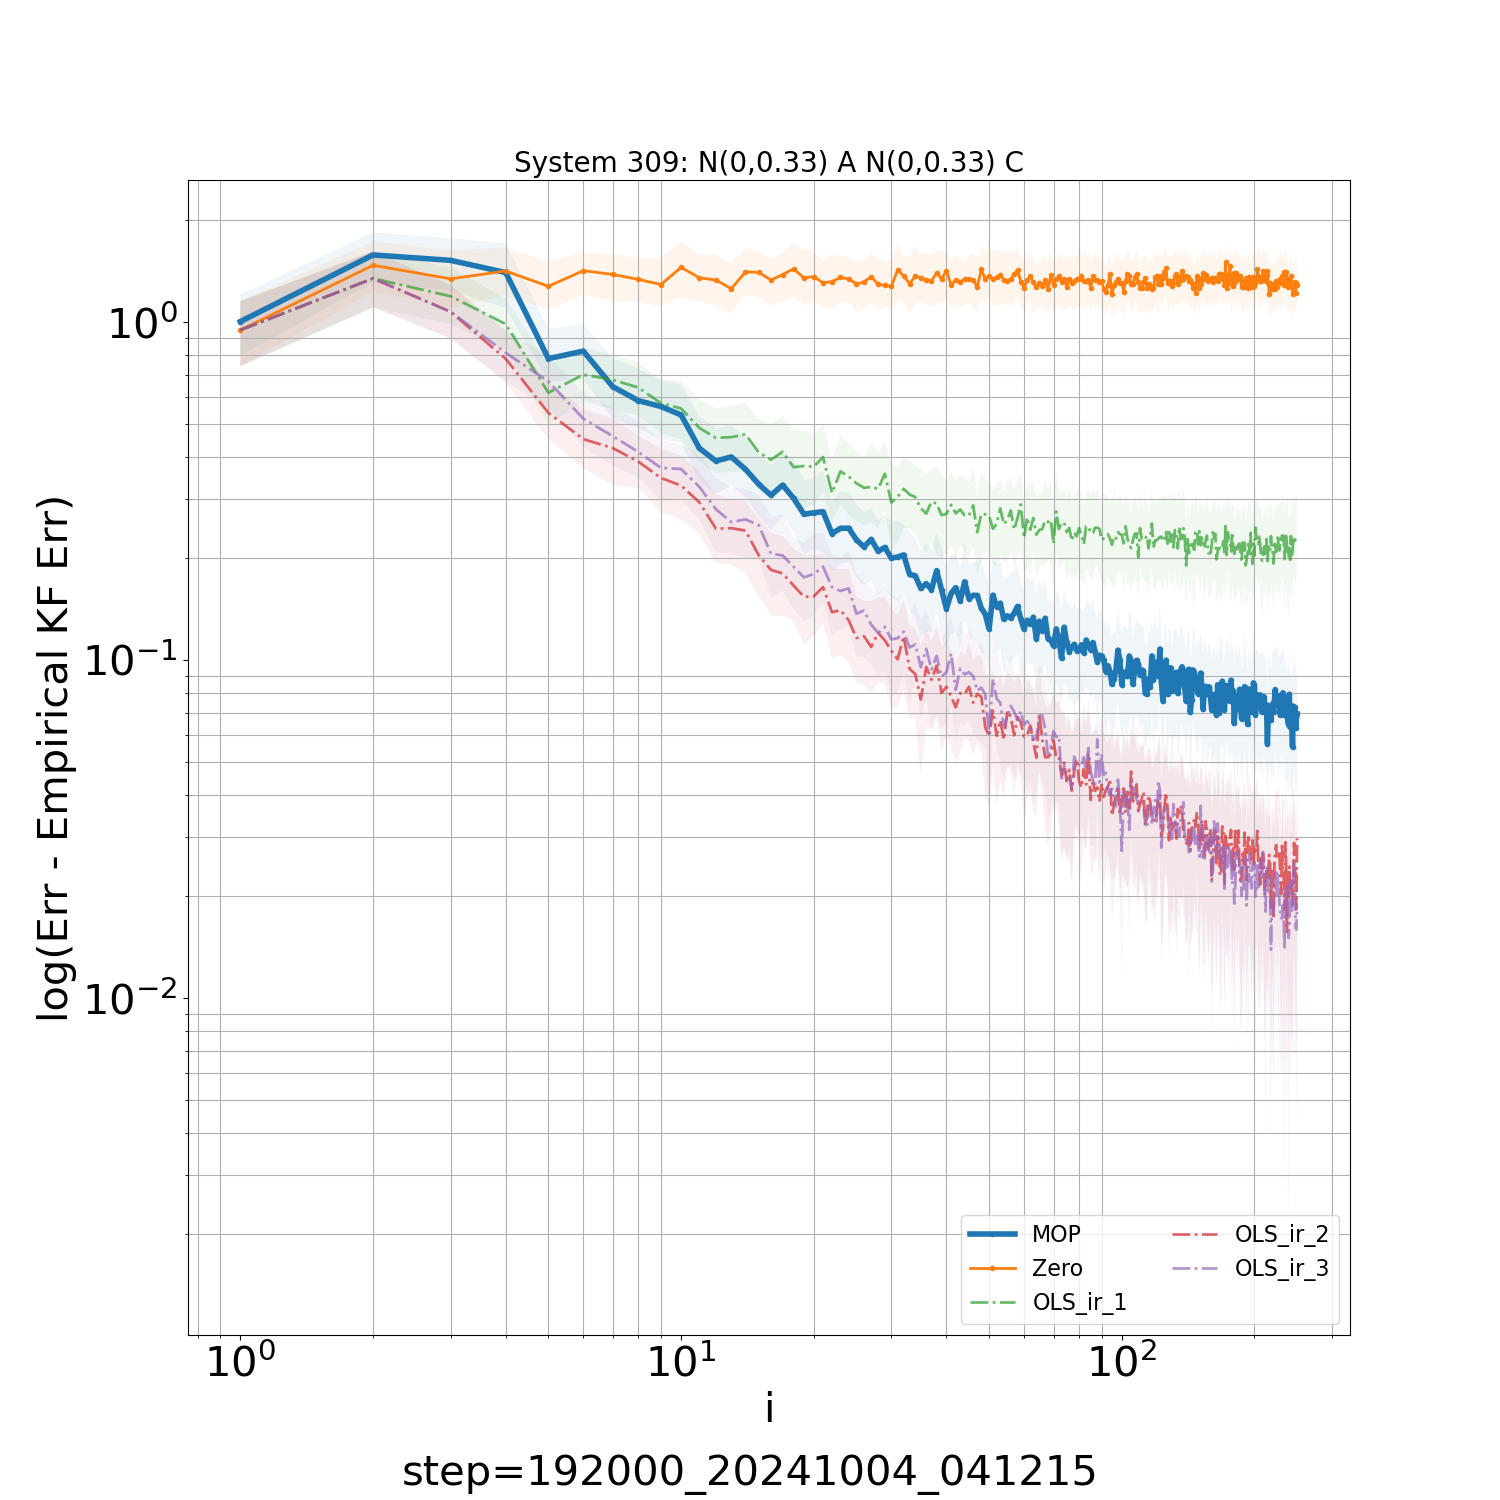 System 309: N(0,0.33) A N(0,0.33) C
log(Err - Empirical KF Err)
10⁰
10⁻¹
10⁻²
MOP
Zero
OLS_ir_1
OLS_ir_2
OLS_ir_3
10⁰ 10¹ 10²
i
step=192000_20241004_041215